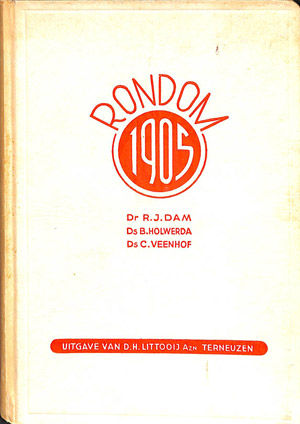 RONDOM
1905
Dr R.J. DAM
Ds B. HOLWERDA
Ds C. VEENHOF
UITGAVE VAN D.H. LITTOOIJ AZN TERNEUZEN